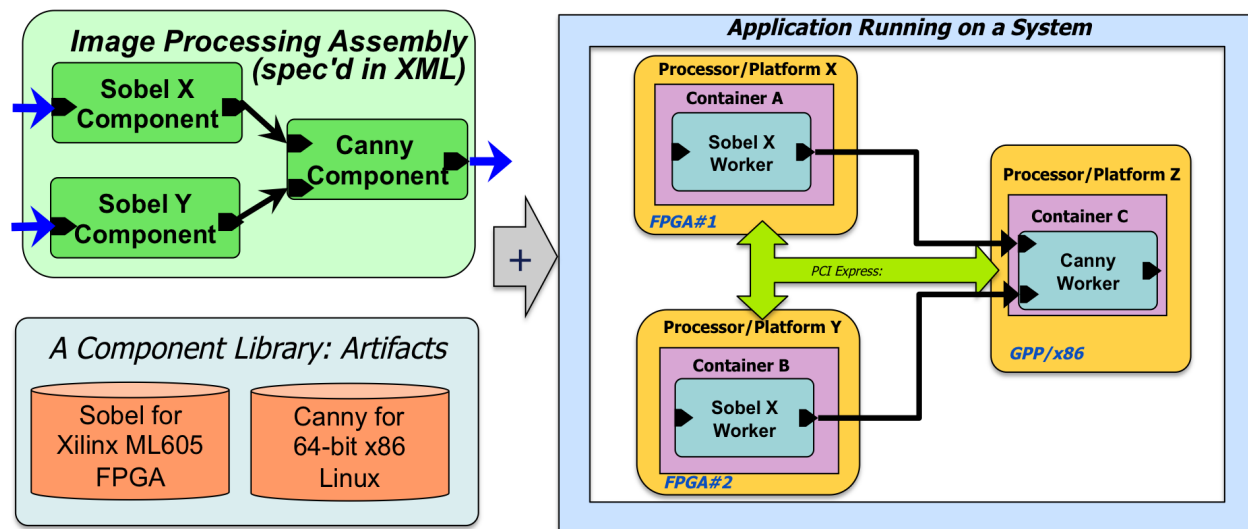 Image Processing Assembly
(spec'd in XML)
Sobel X
Component
Canny
Component
Sobel Y
Component
A Component Library: Artifacts
Sobel for
Xilinx ML605
FPGA
Canny for
64-bit x86
Linux
+
Application Running on a System
Processor/Platform X
Container A
Sobel X
Worker
FPGA#1
PCI Express:
Processor/Platform Y
Container B
Sobel X
Worker
FPGA#2
Processor/Platform Z
Container C
Canny
Worker
GPP/x86